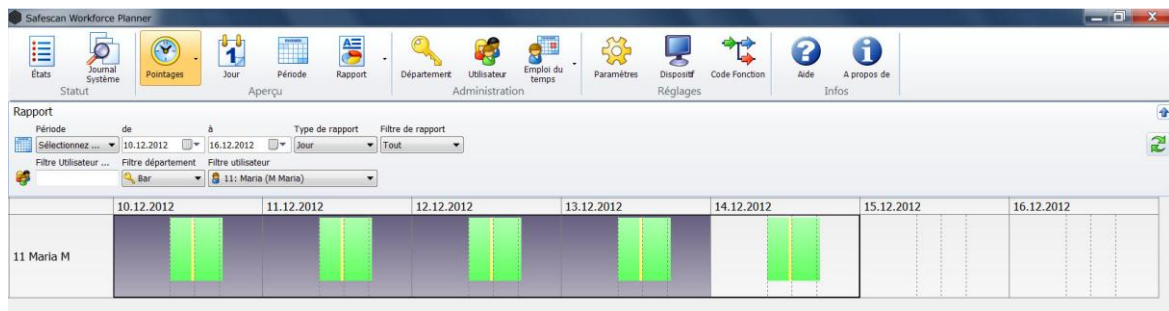 Safescan Workforce Planner
États Journal Système Pointages Jour Période Rapport Département Utilisateur Emploi du temps Paramètres Dispositif Code Fonction Aide A propos de
Statut Aperçu Administration Réglages Infos
Rapport
Période de à Type de rapport Filtre de rapport
Sélectionnez ... 10.12.2012 16.12.2012 Jour Tout
Filtre Utilisateur ... Filtre département Filtre utilisateur
Bar 11: Maria (M Maria)
10.12.2012 11.12.2012 12.12.2012 13.12.2012 14.12.2012 15.12.2012 16.12.2012
11 Maria M